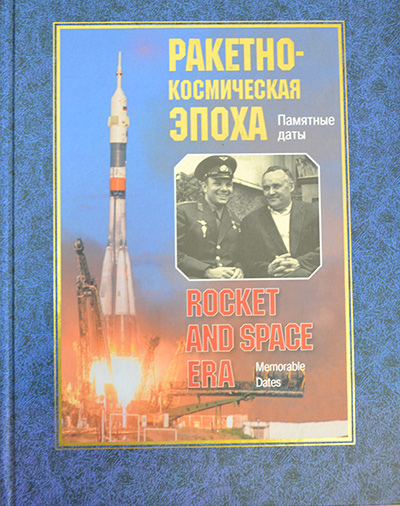 РАКЕТНО-
КОСМИЧЕСКАЯ
ЭПОХА
Памятные
даты
ROCKET
AND SPACE
ERA
Memorable
Dates